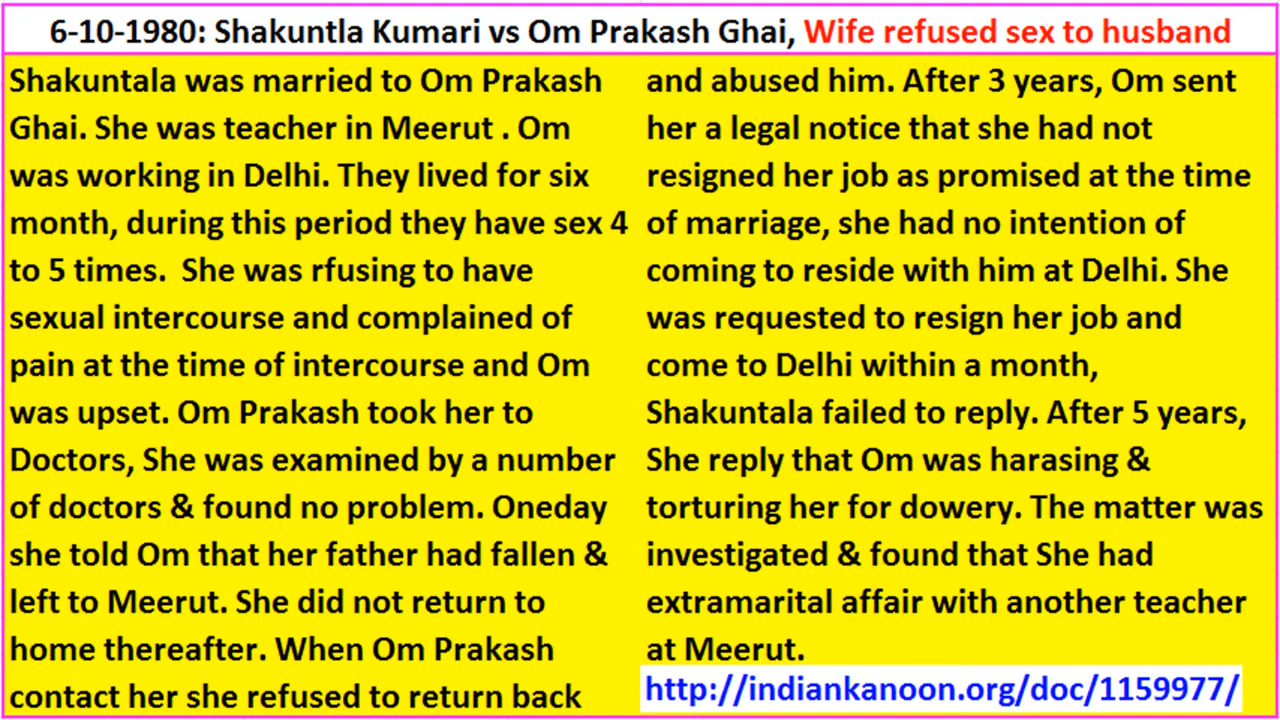 6-10-1980: Shakuntla Kumari vs Om Prakash Ghai, Wife refused sex to husband
Shakuntala was married to Om Prakash
Ghai. She was teacher in Meerut . Om
was working in Delhi. They lived for six
month, during this period they have sex 4
to 5 times.  She was rfusing to have
sexual intercourse and complained of
pain at the time of intercourse and Om
was upset. Om Prakash took her to
Doctors, She was examined by a number
of doctors & found no problem. Oneday
she told Om that her father had fallen &
left to Meerut. She did not return to
home thereafter. When Om Prakash
contact her she refused to return back
and abused him. After 3 years, Om sent
her a legal notice that she had not
resigned her job as promised at the time
of marriage, she had no intention of
coming to reside with him at Delhi. She
was requested to resign her job and
come to Delhi within a month,
Shakuntala failed to reply. After 5 years,
She reply that Om was harasing &
torturing her for dowery. The matter was
investigated & found that She had
extramarital affair with another teacher
at Meerut.
http://indiankanoon.org/doc/1159977/